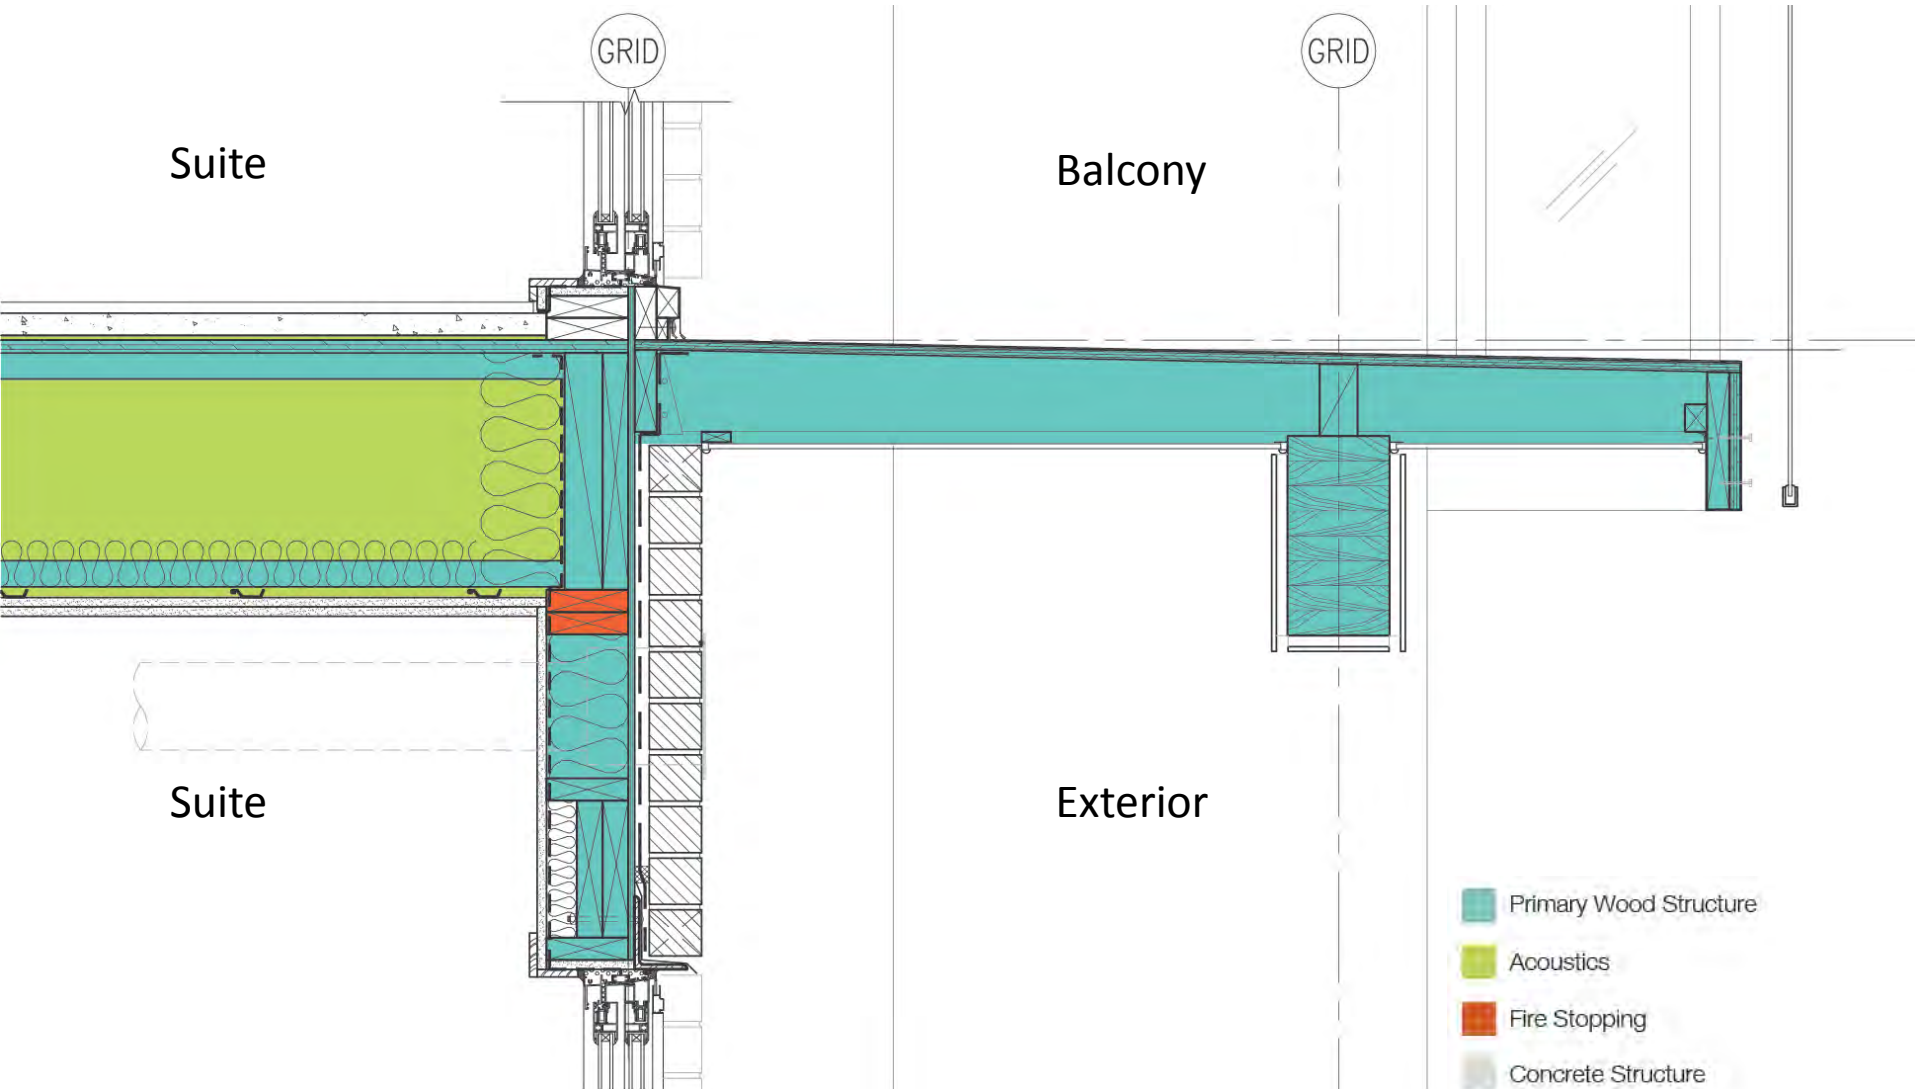 GRID
GRID
Suite
Balcony
Suite
Exterior
Primary Wood Structure
Acoustics
Fire Stopping
Concrete Structure